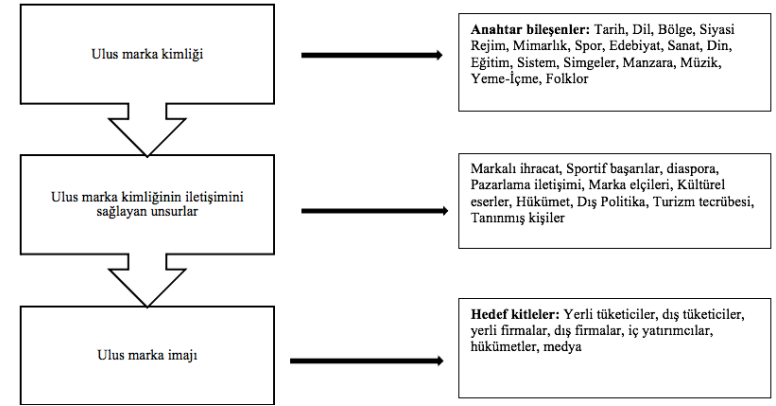 Ulus marka kimliği
Anahtar bileşenler: Tarih, Dil, Bölge, Siyasi
Rejim, Mimarlık, Spor, Edebiyat, Sanat, Din,
Eğitim, Sistem, Simgeler, Manzara, Müzik,
Yeme-İçme, Folklor
Ulus marka kimliğinin iletişimini
sağlayan unsurlar
Markalı ihracat, Sportif başarılar, diaspora,
Pazarlama iletişimi, Marka elçileri, Kültürel
eserler, Hükümet, Dış Politika, Turizm tecrübesi,
Tanınmış kişiler
Ulus marka imajı
Hedef kitleler: Yerli tüketiciler, dış tüketiciler,
yerli firmalar, dış firmalar, iç yatırımcılar,
hükümetler, medya